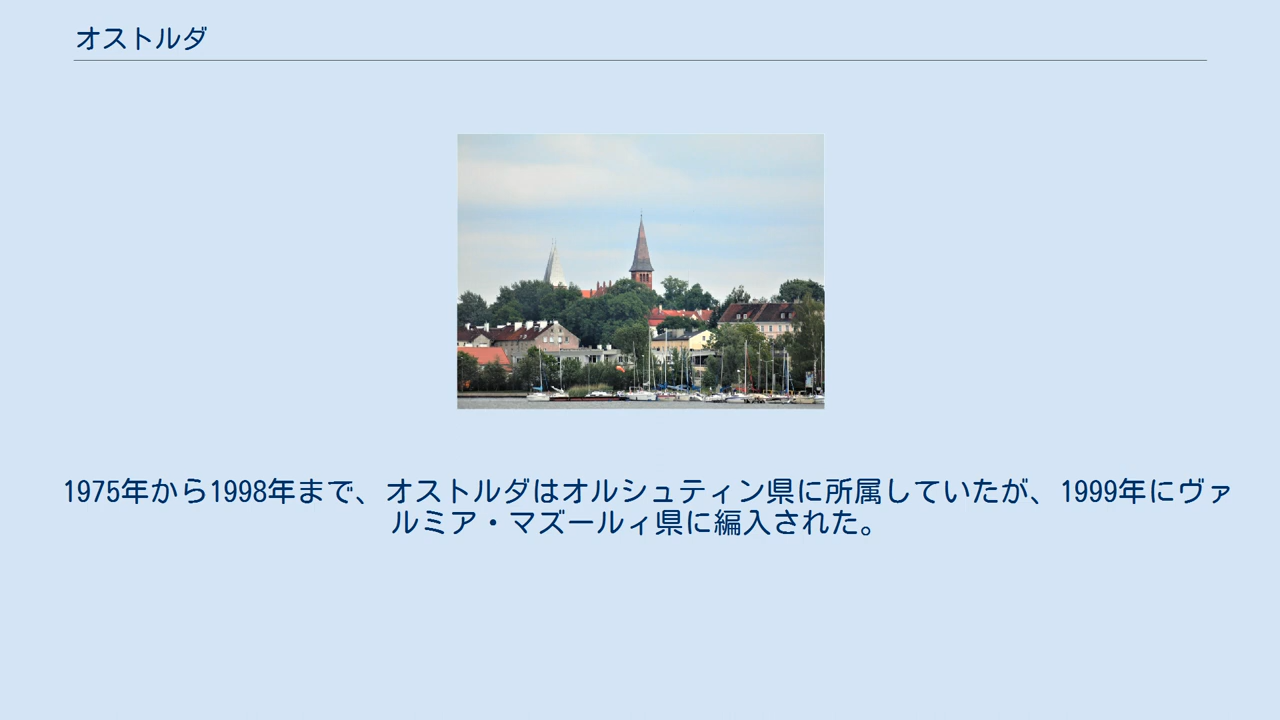 オストルダ
1975年から1998年まで、オストルダはオルシュティン県に所属していたが、1999年にヴァ
ルミア・マズールィ県に編入された。